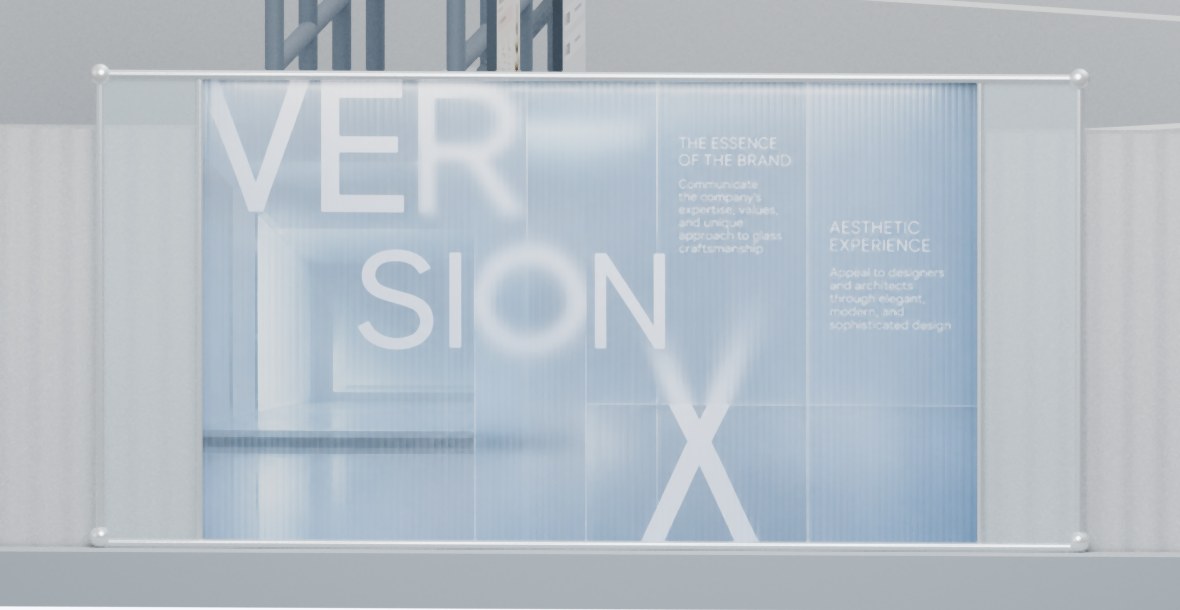 VER
SION
X
THE ESSENCE
OF THE BRAND
Communicate
the company's
expertise, values,
and unique
approach to glass
craftsmanship
AESTHETIC
EXPERIENCE
Appeal to designers
and architects
through elegant,
modern, and
sophisticated design